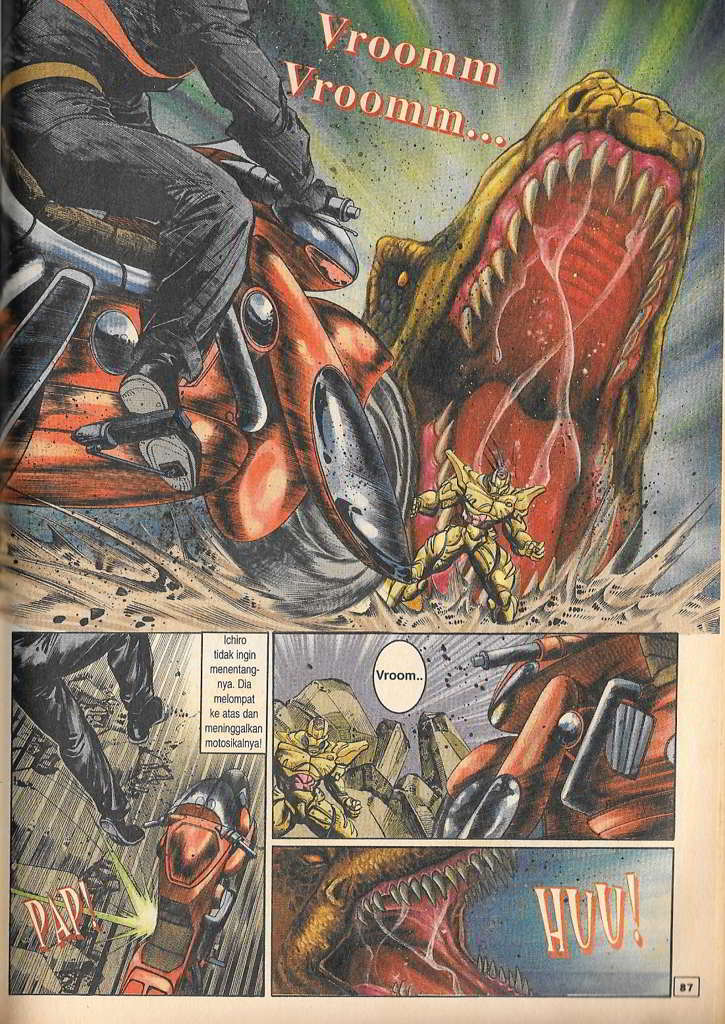 Vroomm
Vroomm...
Ichiro
tidak ingin
menentang-
nya. Dia
melompat
ke atas dan
meninggalkan
motosikalnya!
Vroom..
PAP!
HUU!
87